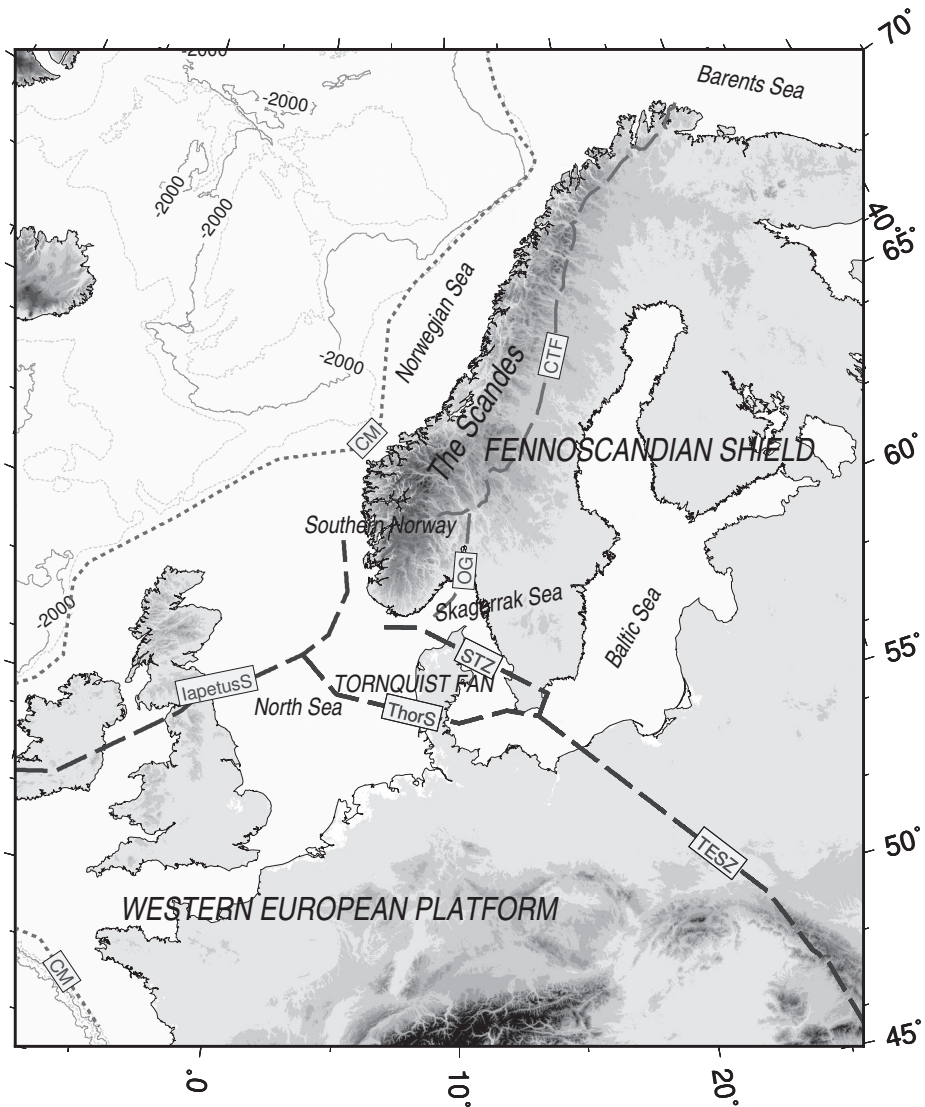 70°
-2000
Barents Sea
-2000
-2000
-2000
40°
65°
Norwegian Sea
-2000
CTF
The Scandes
CM
FENNOSCANDIAN SHIELD
60°
Southern Norway
OG
Skagerrak Sea
-2000
Baltic Sea
55°
STZ
IapetusS
TORNQUIST FAN
North Sea
ThorS
TESZ
50°
WESTERN EUROPEAN PLATFORM
CM
45°
0°
10°
20°